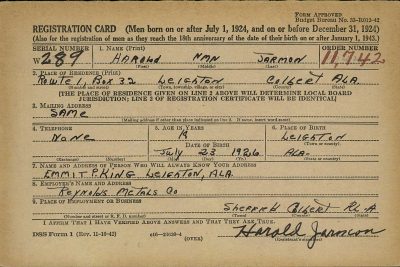 FORM APPROVED
Budget Bureau No. 33-R012-42
REGISTRATION CARD (Men born on or after July 1, 1924, and on or before December 31, 1924)
(Also for the registration of men as they reach the 18th anniversary of the date of their birth on or after January 1, 1943.)
SERIAL NUMBER 1. NAME (Print) ORDER NUMBER
W 289 HAROLD NMN JARMON 11,742
(First) (Middle) (Last)
2. PLACE OF RESIDENCE (Print)
ROUTE 1, BOX 32 LEIGHTON COLBERT ALA.
(Number and street) (Town, township, village, or city) (County) (State)
[THE PLACE OF RESIDENCE GIVEN ON LINE 2 ABOVE WILL DETERMINE LOCAL BOARD
JURISDICTION; LINE 2 OF REGISTRATION CERTIFICATE WILL BE IDENTICAL]
3. MAILING ADDRESS
SAME
[Mailing address if other than place indicated on line 2. If same, insert word same]
4. TELEPHONE 5. AGE IN YEARS 6. PLACE OF BIRTH
NONE 18 LEIGHTON
DATE OF BIRTH (Town or county)
July 23 1926 ALA.
(Exchange) (Number) (Mo.) (Day) (Yr.) (State or country)
7. NAME AND ADDRESS OF PERSON WHO WILL ALWAYS KNOW YOUR ADDRESS
EMMIT P. KING LEIGHTON, ALA.
8. EMPLOYER'S NAME AND ADDRESS
REYNOLDS METALS CO
9. PLACE OF EMPLOYMENT OR BUSINESS
COLBERT
(Number and street or R. F. D. number) (Town) (County) (State)
I AFFIRM THAT I HAVE VERIFIED ABOVE ANSWERS AND THAT THEY ARE TRUE.
DSS Form 1 (Rev. 11-16-42) (OVER) Harold Jarmon
(Registrant's signature)